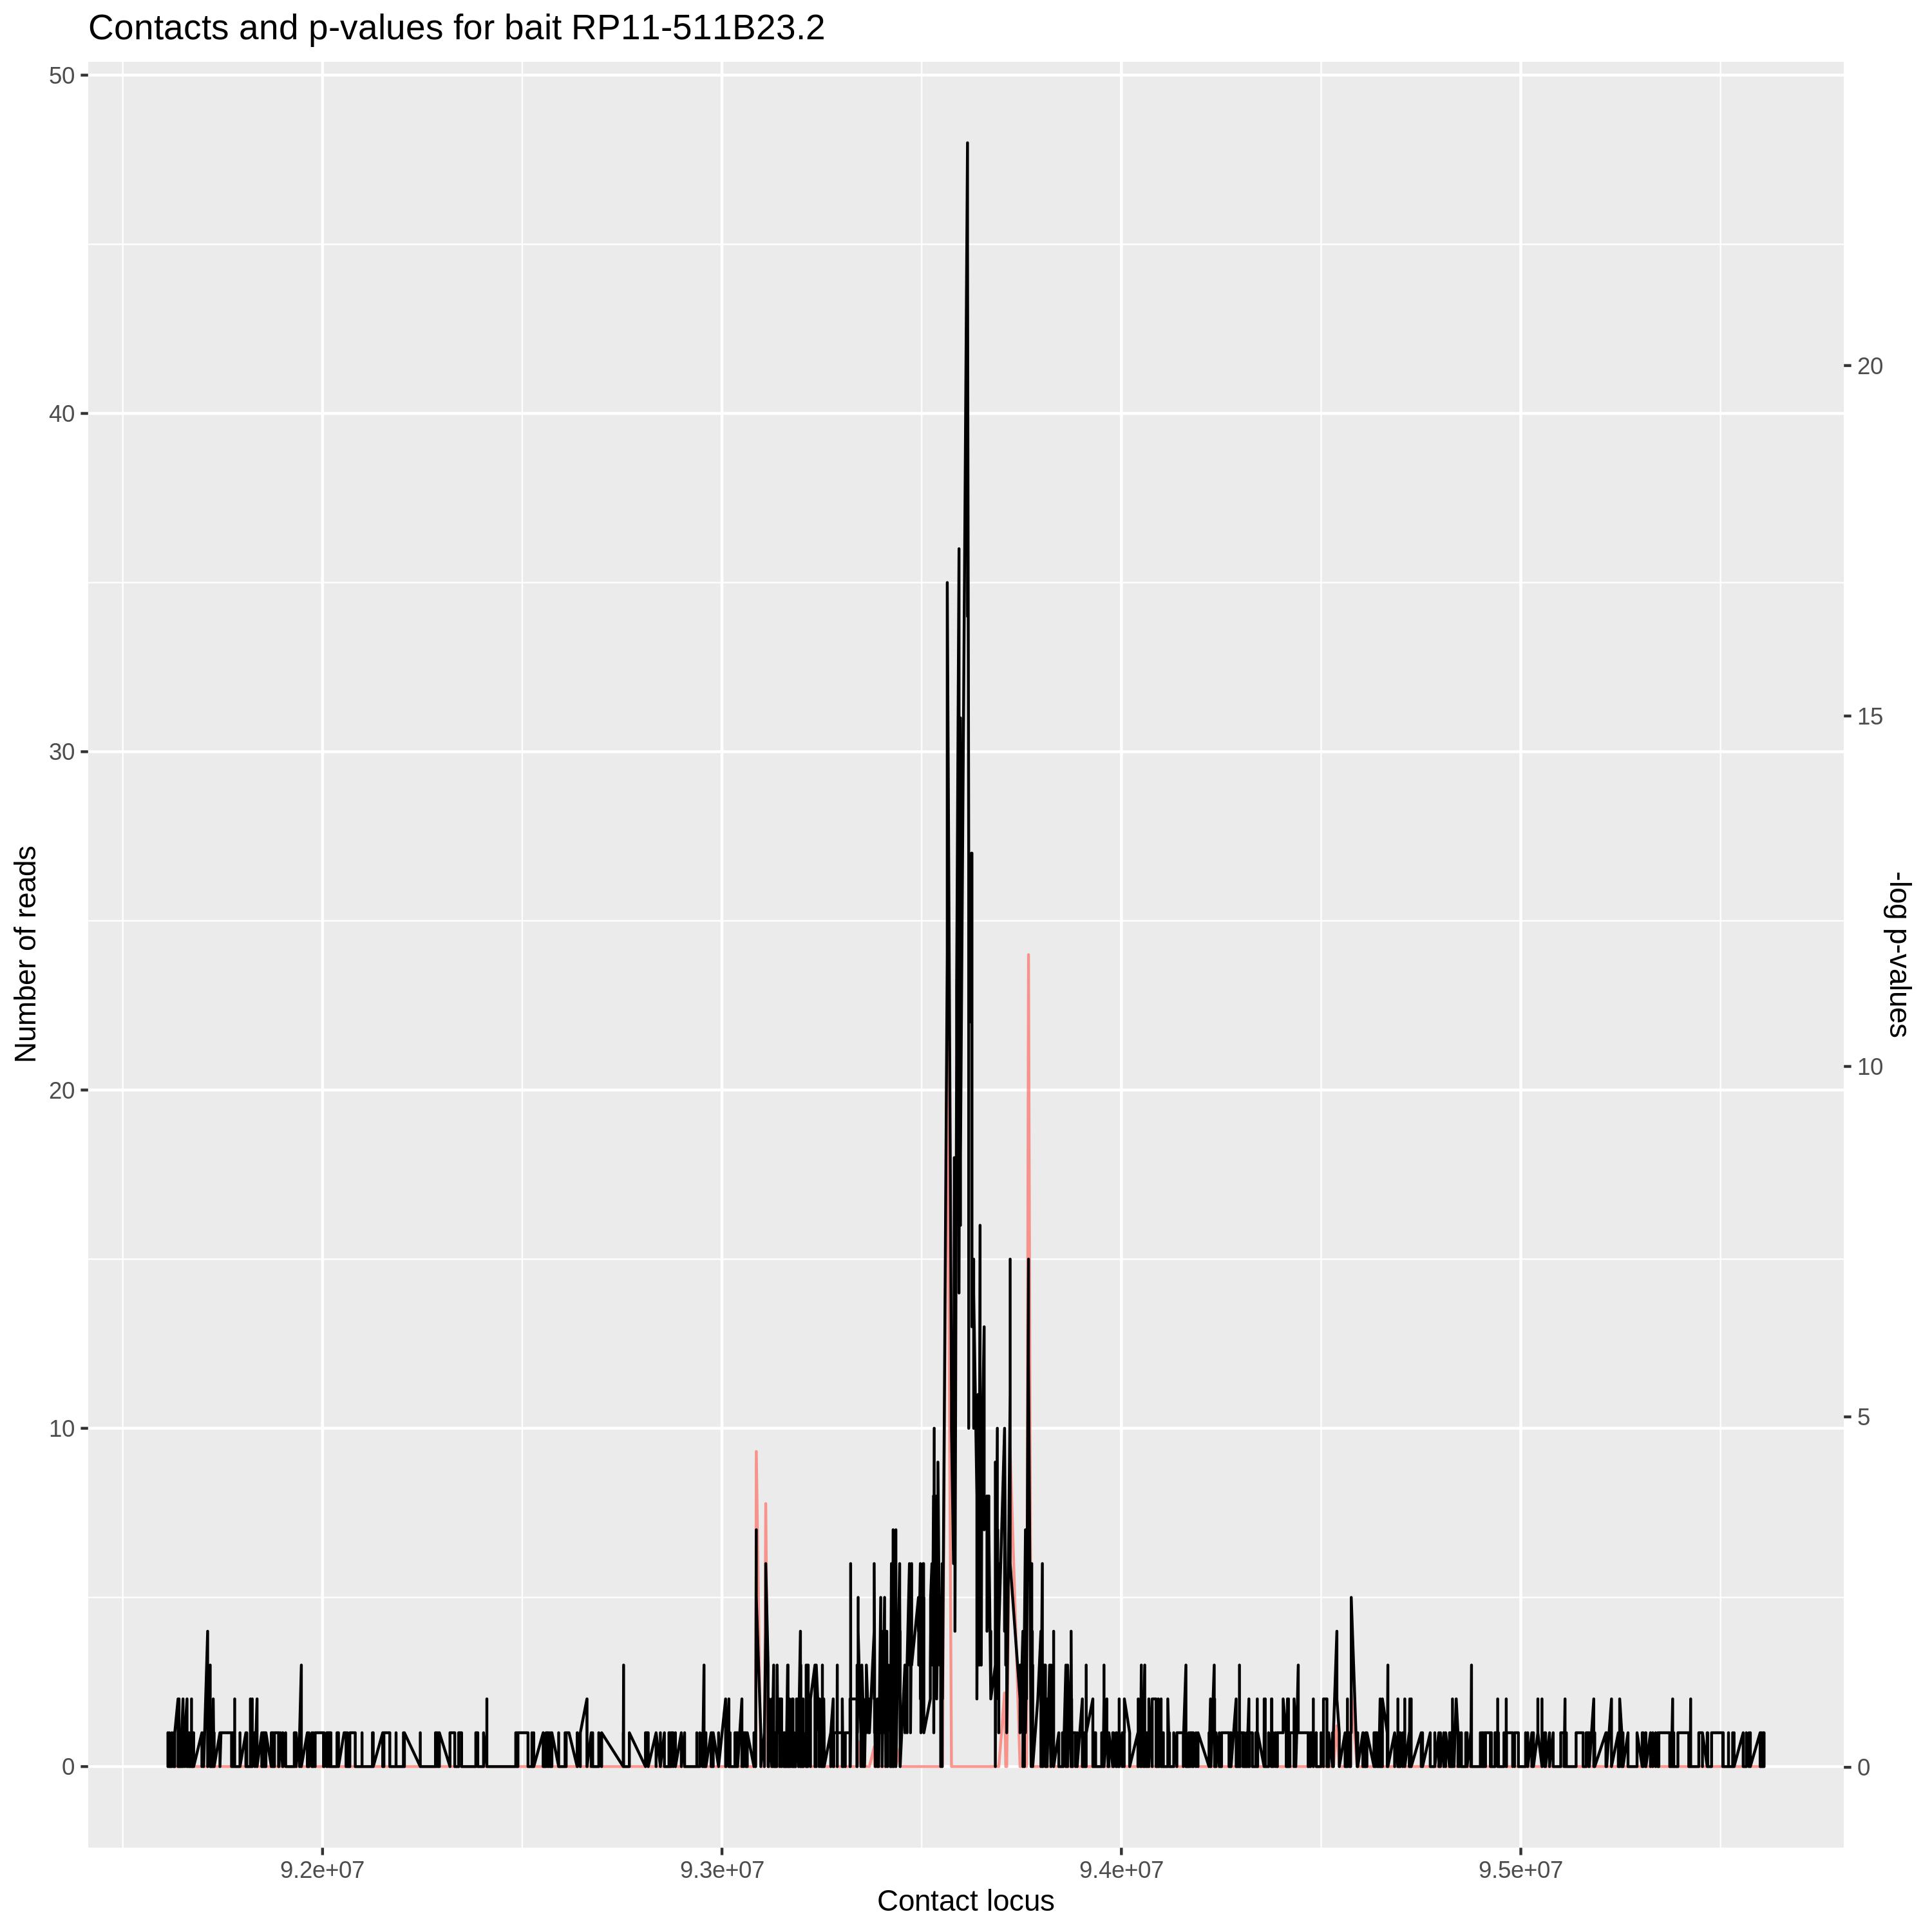 Contacts and p-values for bait RP11-511B23.2
50
40
30
20
10
0
Number of reads
20
15
10
5
0
-log p-values
9.2e+07
9.3e+07
9.4e+07
9.5e+07
Contact locus